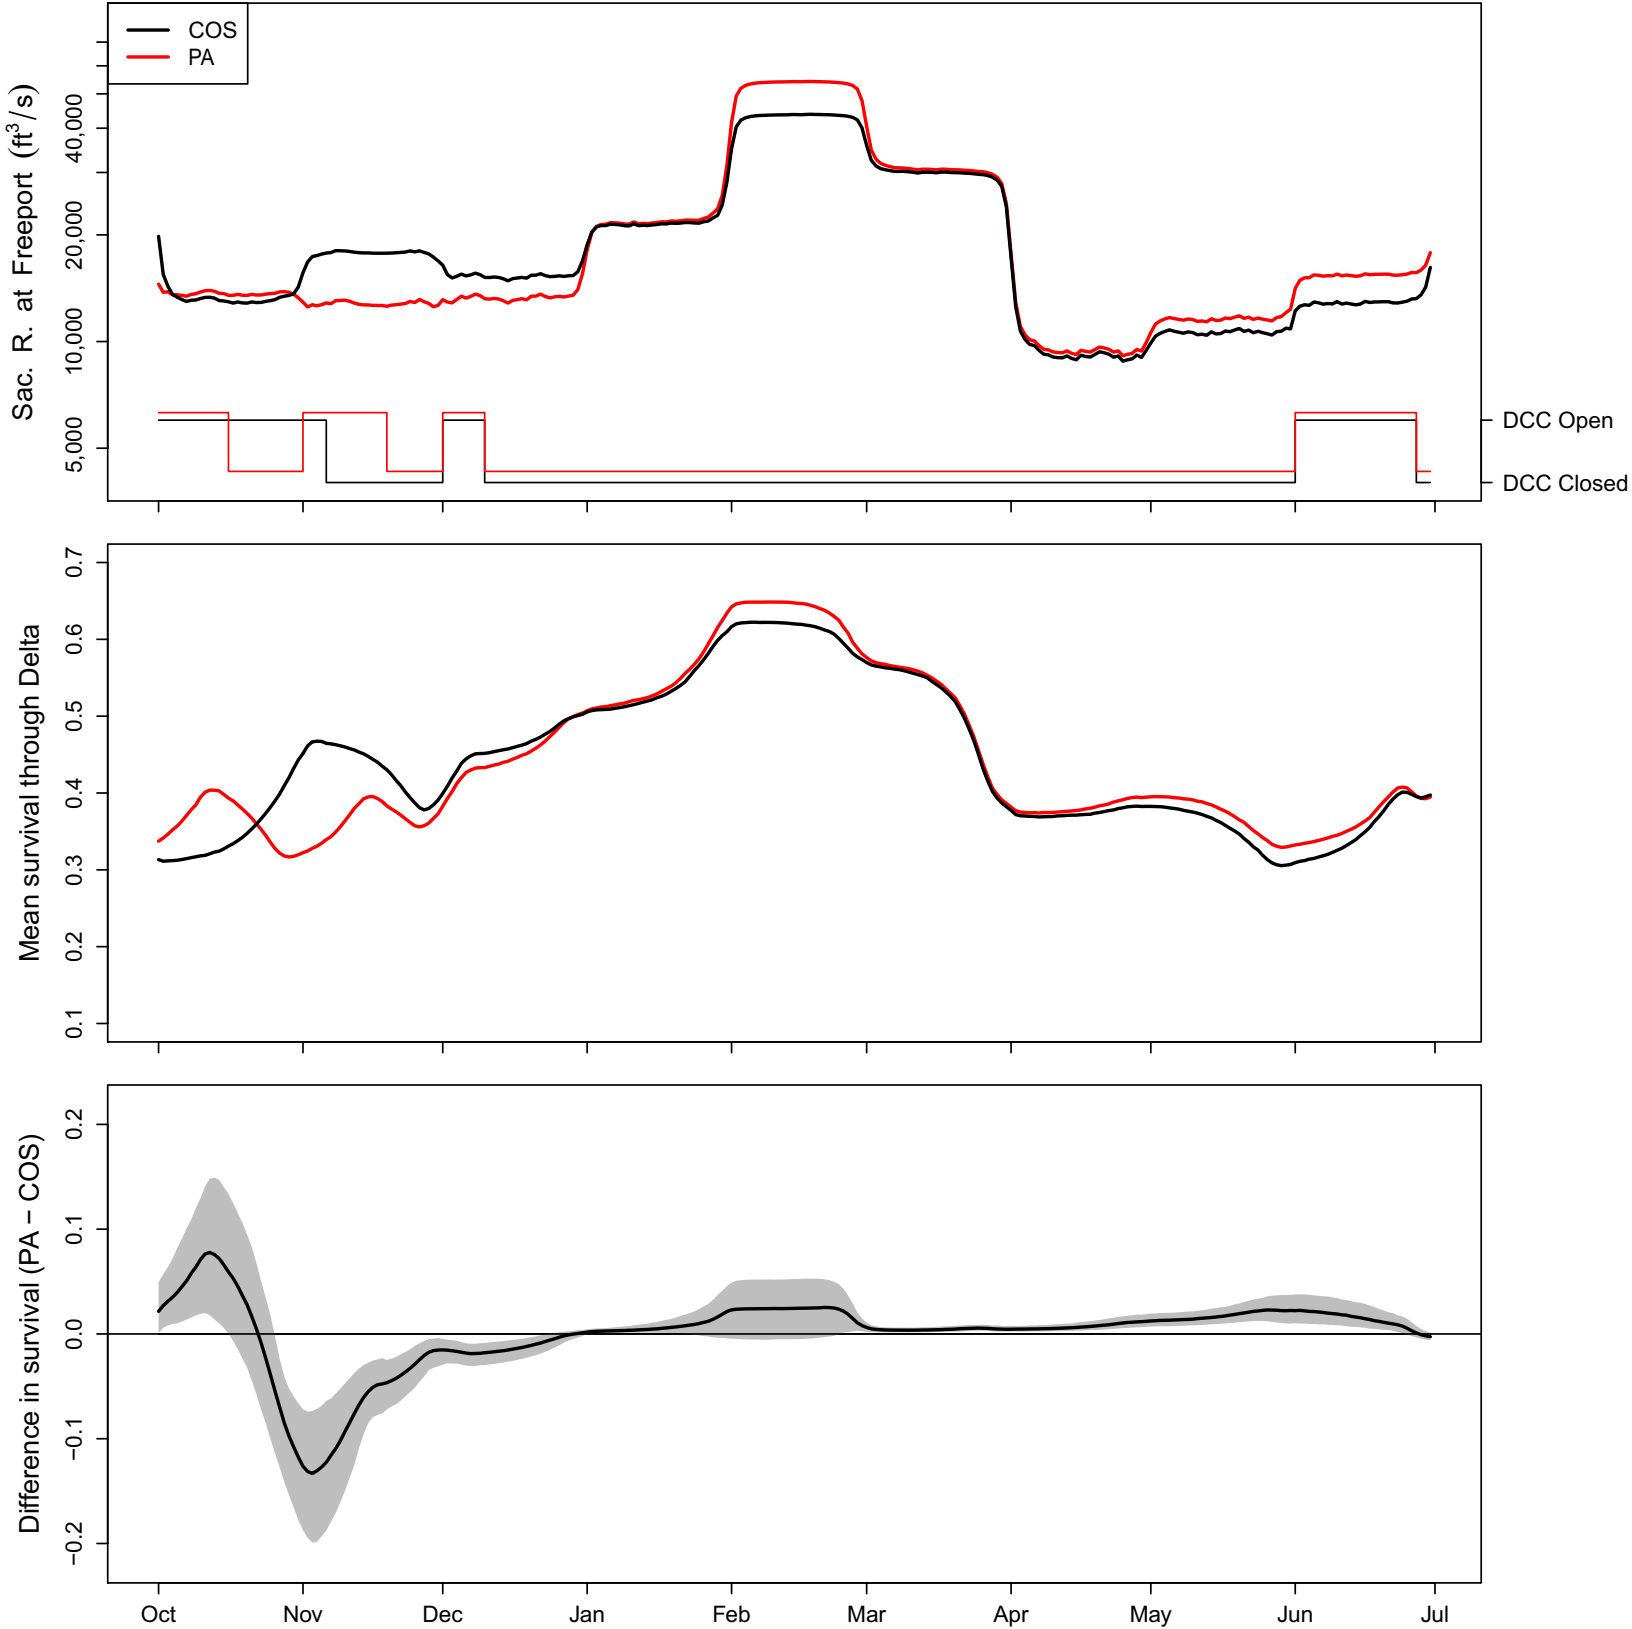 COS
PA
Sac. R. at Freeport (ft³/s)
40,000
20,000
10,000
5,000
DCC Open
DCC Closed
Mean survival through Delta
0.7
0.6
0.5
0.4
0.3
0.2
0.1
Difference in survival (PA − COS)
0.2
0.1
0.0
−0.1
−0.2
Oct Nov Dec Jan Feb Mar Apr May Jun Jul